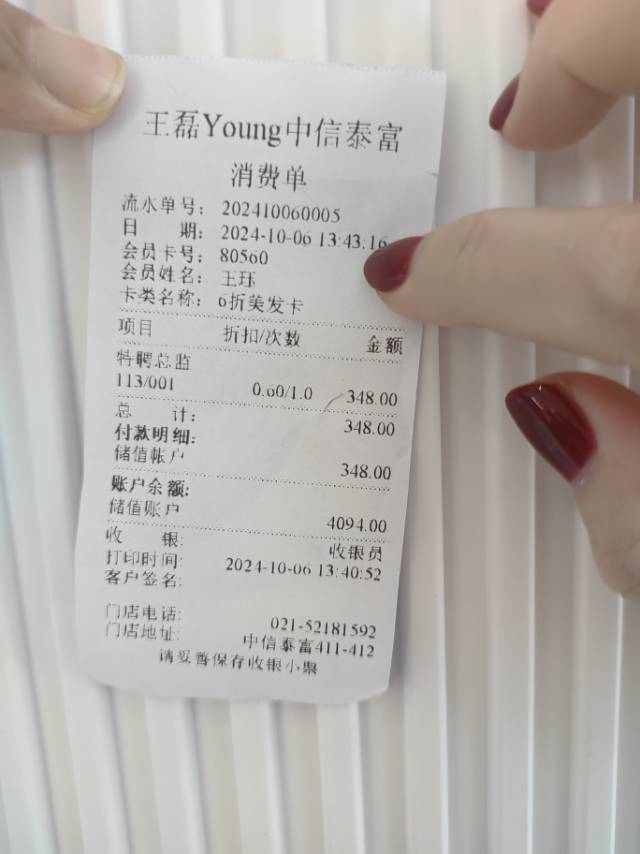 王磊Young中信泰富
消费单
流水单号： 202410060005
日 期： 2024-10-06 13:43:16
会员卡号： 80560
会员姓名： 王珏
卡类名称： 6折美发卡
项目 折扣/次数 金额
特聘总监
113/001 0.60/1.0 348.00
总 计： 348.00
付款明细:
储值帐户 348.00
账户余额:
储值账户 4094.00
收 银: 收银员
打印时间: 2024-10-06 13:40:52
客户签名:
门店电话: 021-52181592
门店地址: 中信泰富411-412
请妥善保存收银小票